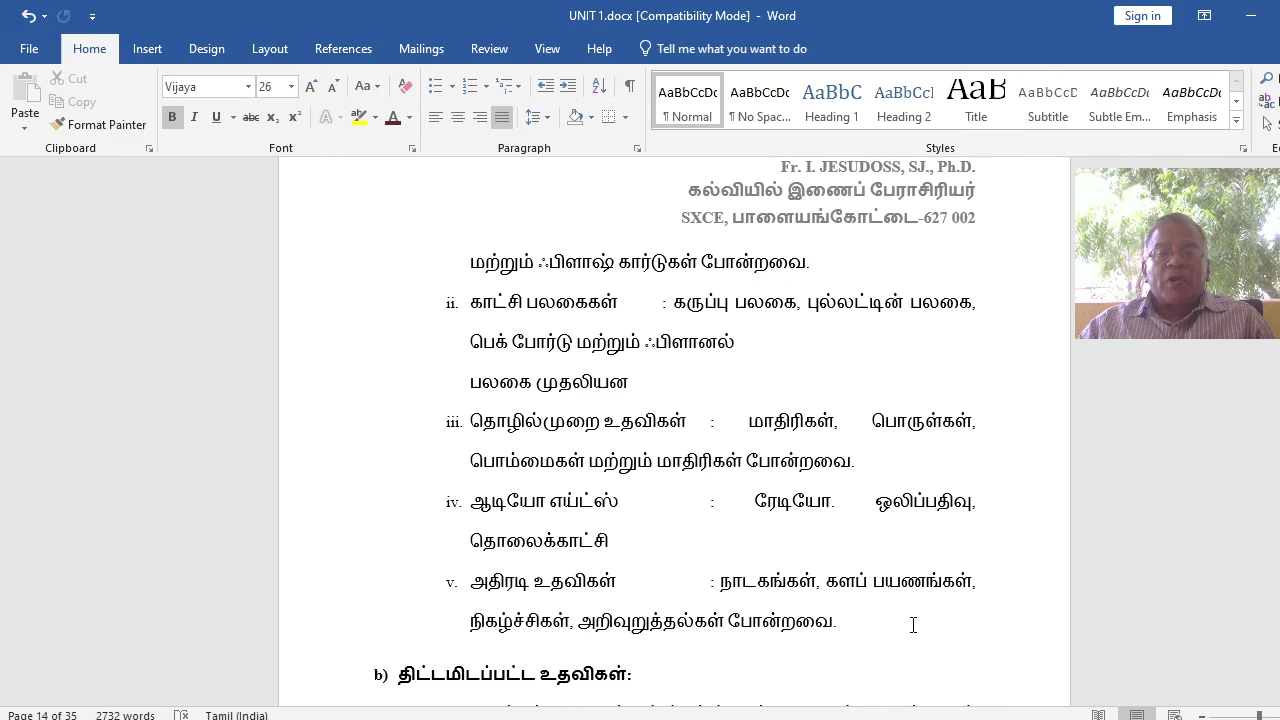 UNIT 1.docx [Compatibility Mode] - Word
Sign in
File Home Insert Design Layout References Mailings Review View Help Tell me what you want to do
Paste
Cut
Copy
Format Painter
Clipboard
Vijaya 26
Font
Paragraph
AaBbCcDc AaBbCcDc AaBbC AaBbCcI AaB AaBbCcD AaBbCcDt AaBbCcDt
¶ Normal ¶ No Spac... Heading 1 Heading 2 Title Subtitle Subtle Em... Emphasis
Styles
Fr. I. JESUDOSS, SJ., Ph.D.
கல்வியில் இணைப் பேராசிரியர்
SXCE, பாளையங்கோட்டை-627 002
மற்றும் ஃபிளாஷ் கார்டுகள் போன்றவை.
ii. காட்சி பலகைகள் : கருப்பு பலகை, புல்லட்டின் பலகை,
பெக் போர்டு மற்றும் ஃபிளானல்
பலகை முதலியன
iii. தொழில்முறை உதவிகள் : மாதிரிகள், பொருள்கள்,
பொம்மைகள் மற்றும் மாதிரிகள் போன்றவை.
iv. ஆடியோ எய்ட்ஸ் : ரேடியோ. ஒலிப்பதிவு,
தொலைக்காட்சி
v. அதிரடி உதவிகள் : நாடகங்கள், களப் பயணங்கள்,
நிகழ்ச்சிகள், அறிவுறுத்தல்கள் போன்றவை.
b) திட்டமிடப்பட்ட உதவிகள்:
Page 14 of 35 2732 words Tamil (India)